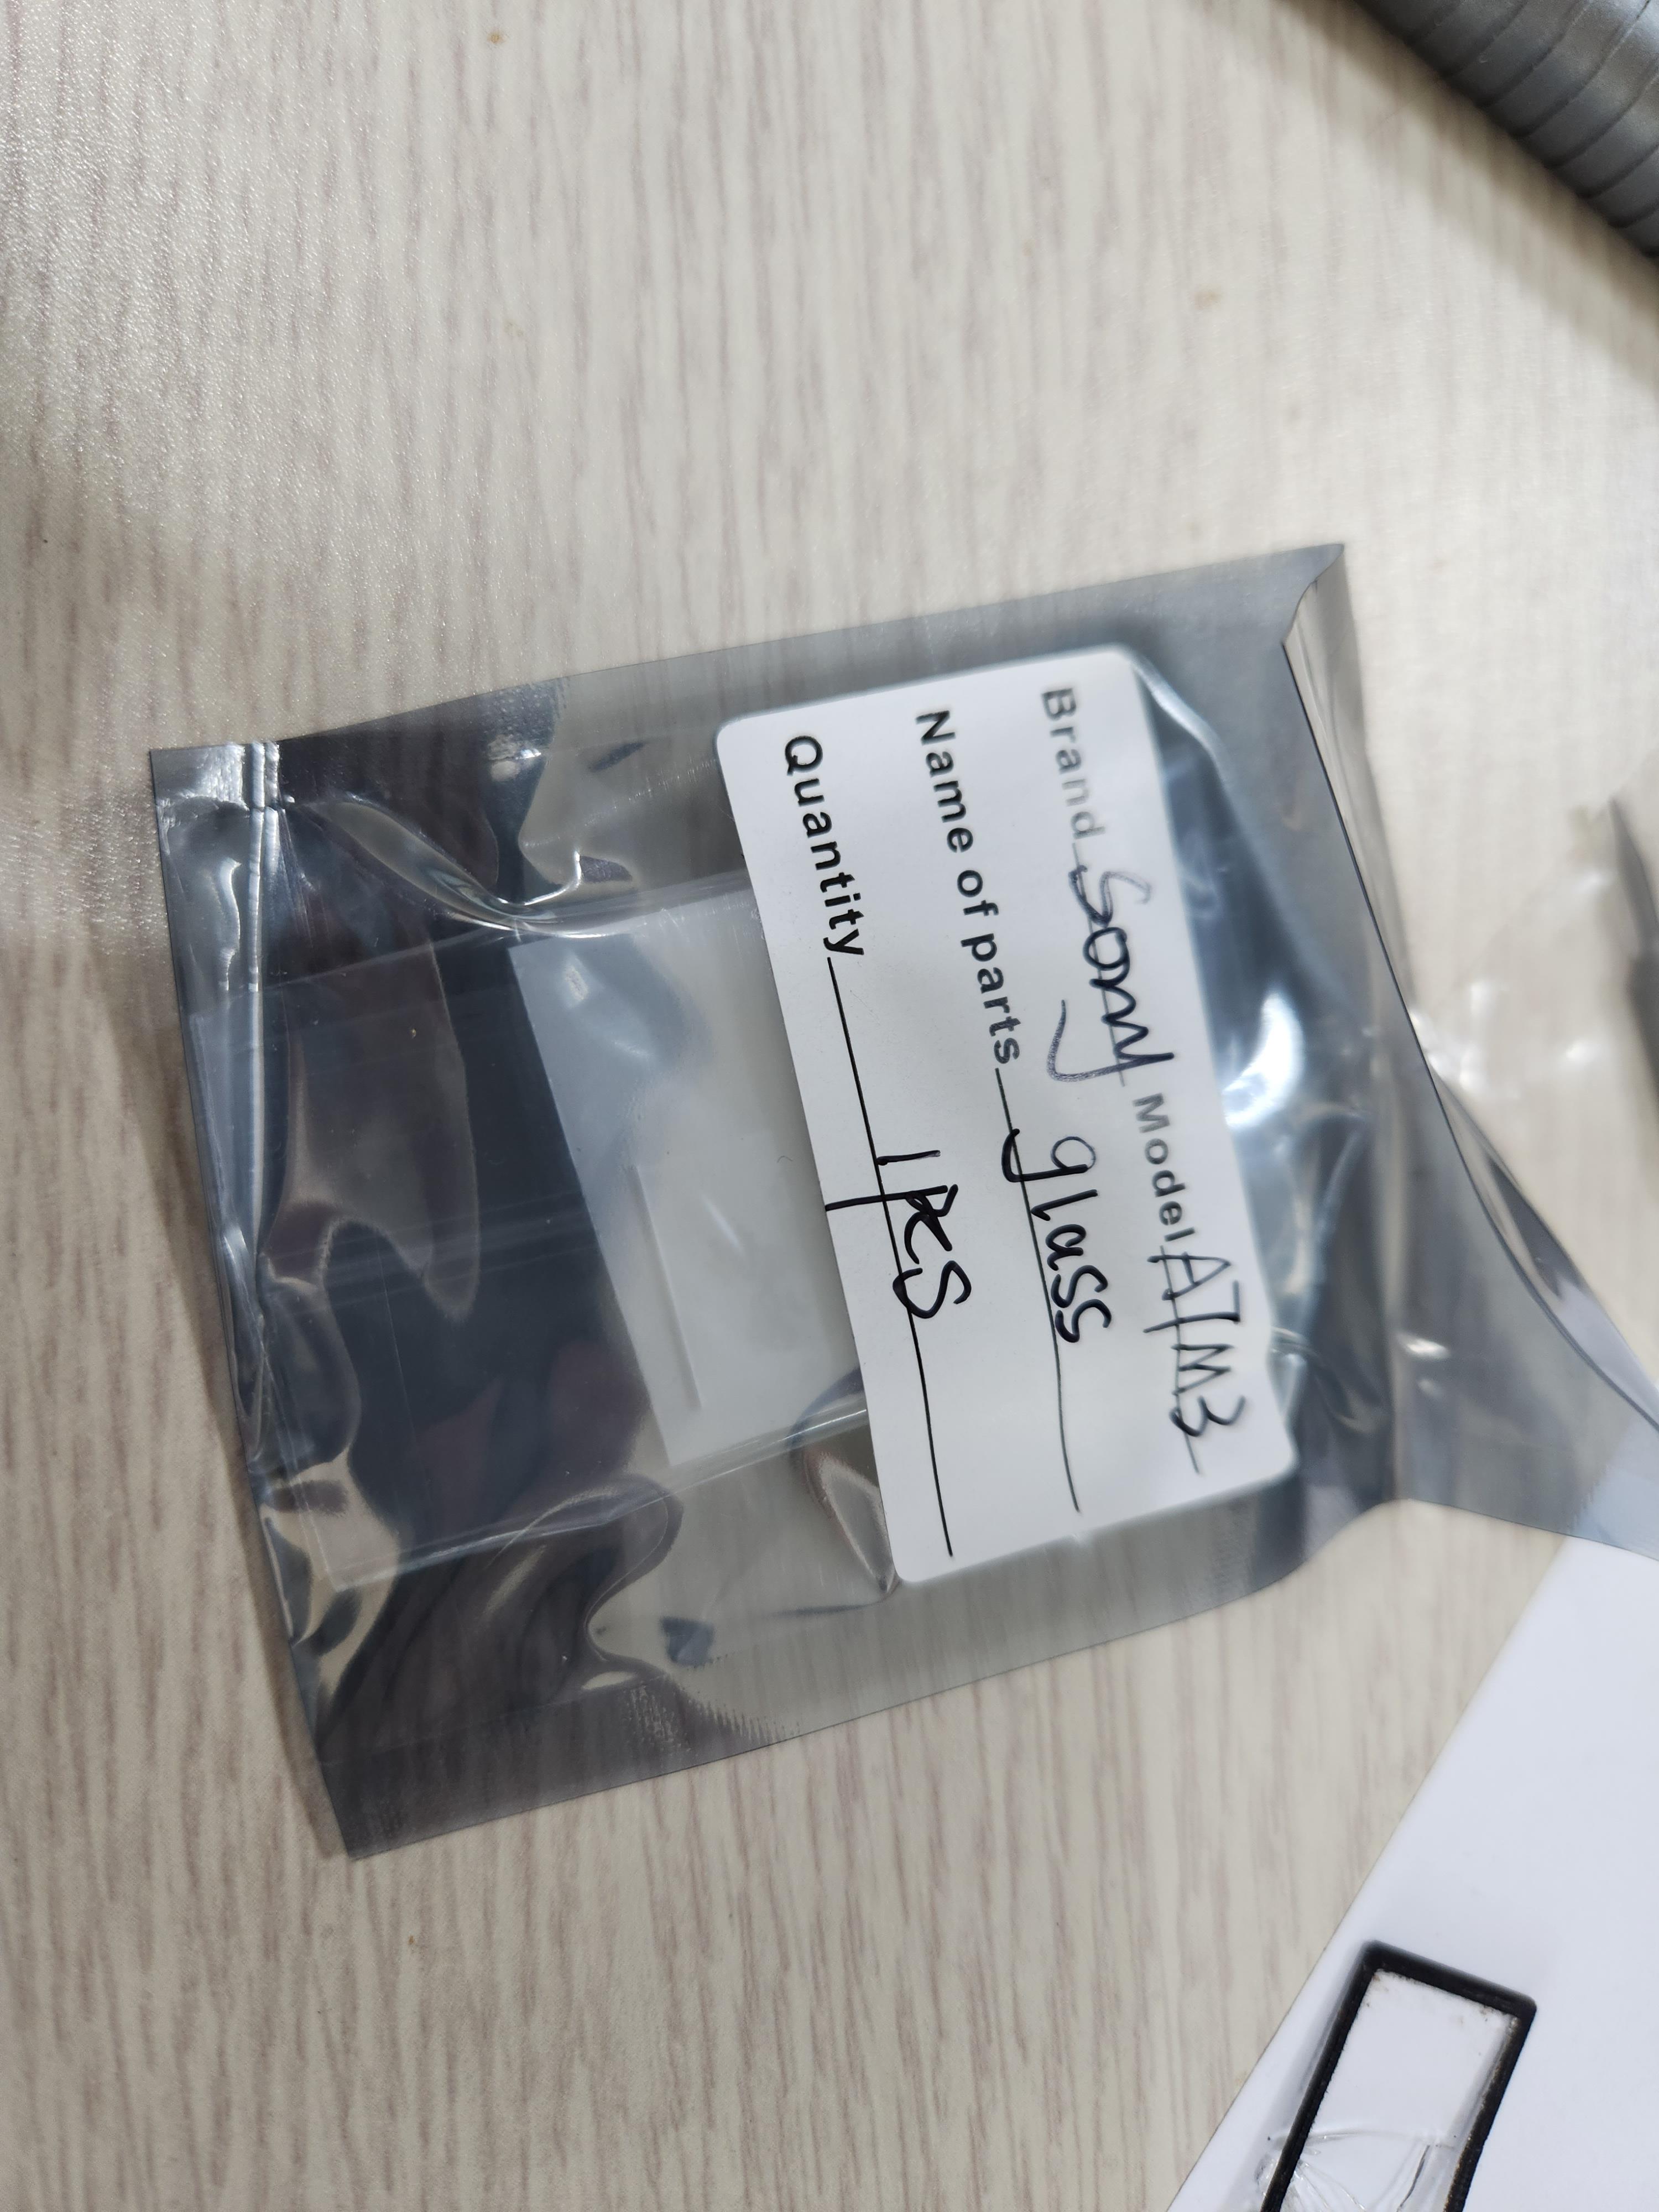 Brand Sony Model A7M3
Name of parts glass
Quantity 1PCS